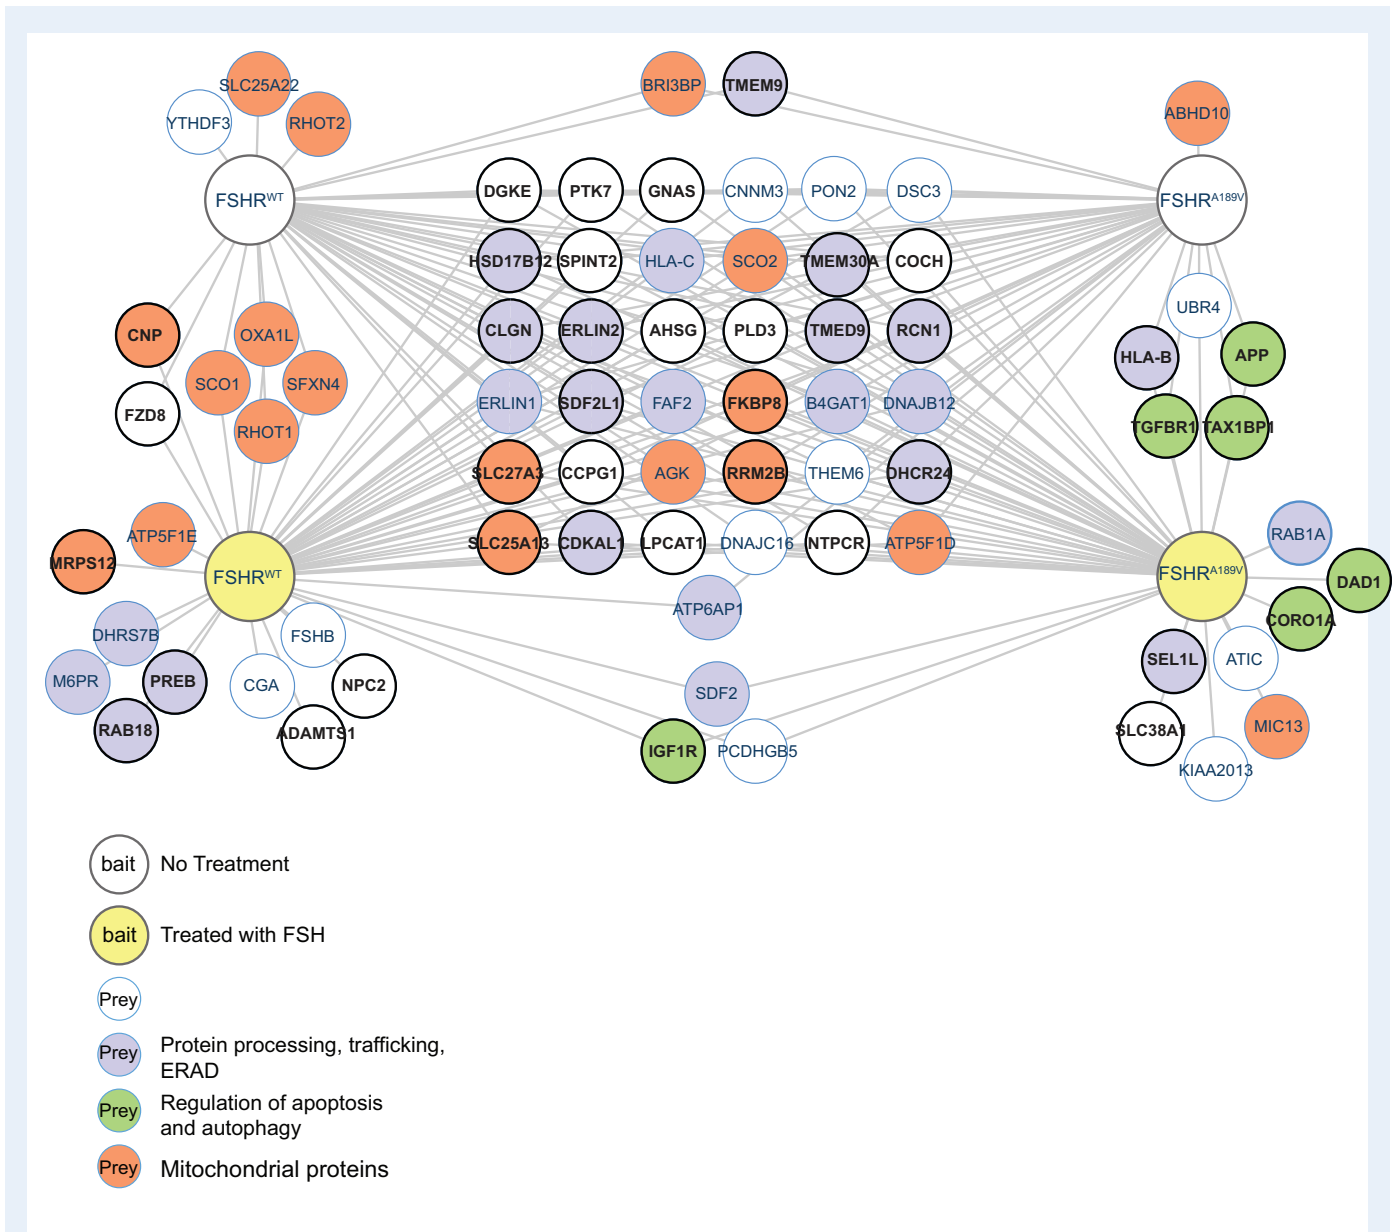 SLC25A22
BRI3BP
TMEM9
YTHDF3
RHOT2
ABHD10
FSHRWT
DGKE
PTK7
GNAS
CNNM3
PON2
DSC3
FSHRA189V
HSD17B12
SPINT2
HLA-C
SCO2
TMEM30A
COCH
UBR4
CNP
OXA1L
CLGN
ERLIN2
AHSG
PLD3
TMED9
RCN1
HLA-B
APP
SCO1
SFXN4
FZD8
RHOT1
ERLIN1
SDF2L1
FAF2
FKBP8
B4GAT1
DNAJB12
TGFBR1
TAX1BP1
SLC27A3
CCPG1
AGK
RRM2B
THEM6
DHCR24
ATP5F1E
MRPS12
FSHRWT
SLC25A13
CDKAL1
LPCAT1
DNAJC16
NTPCR
ATP5F1D
FSHRA189V
RAB1A
DAD1
ATP6AP1
CORO1A
DHRS7B
FSHB
M6PR
PREB
CGA
NPC2
SDF2
SEL1L
ATIC
RAB18
ADAMTS1
IGF1R
PCDHGB5
SLC38A1
MIC13
KIAA2013
bait No Treatment
bait Treated with FSH
Prey
Prey Protein processing, trafficking,
ERAD
Prey Regulation of apoptosis
and autophagy
Prey Mitochondrial proteins